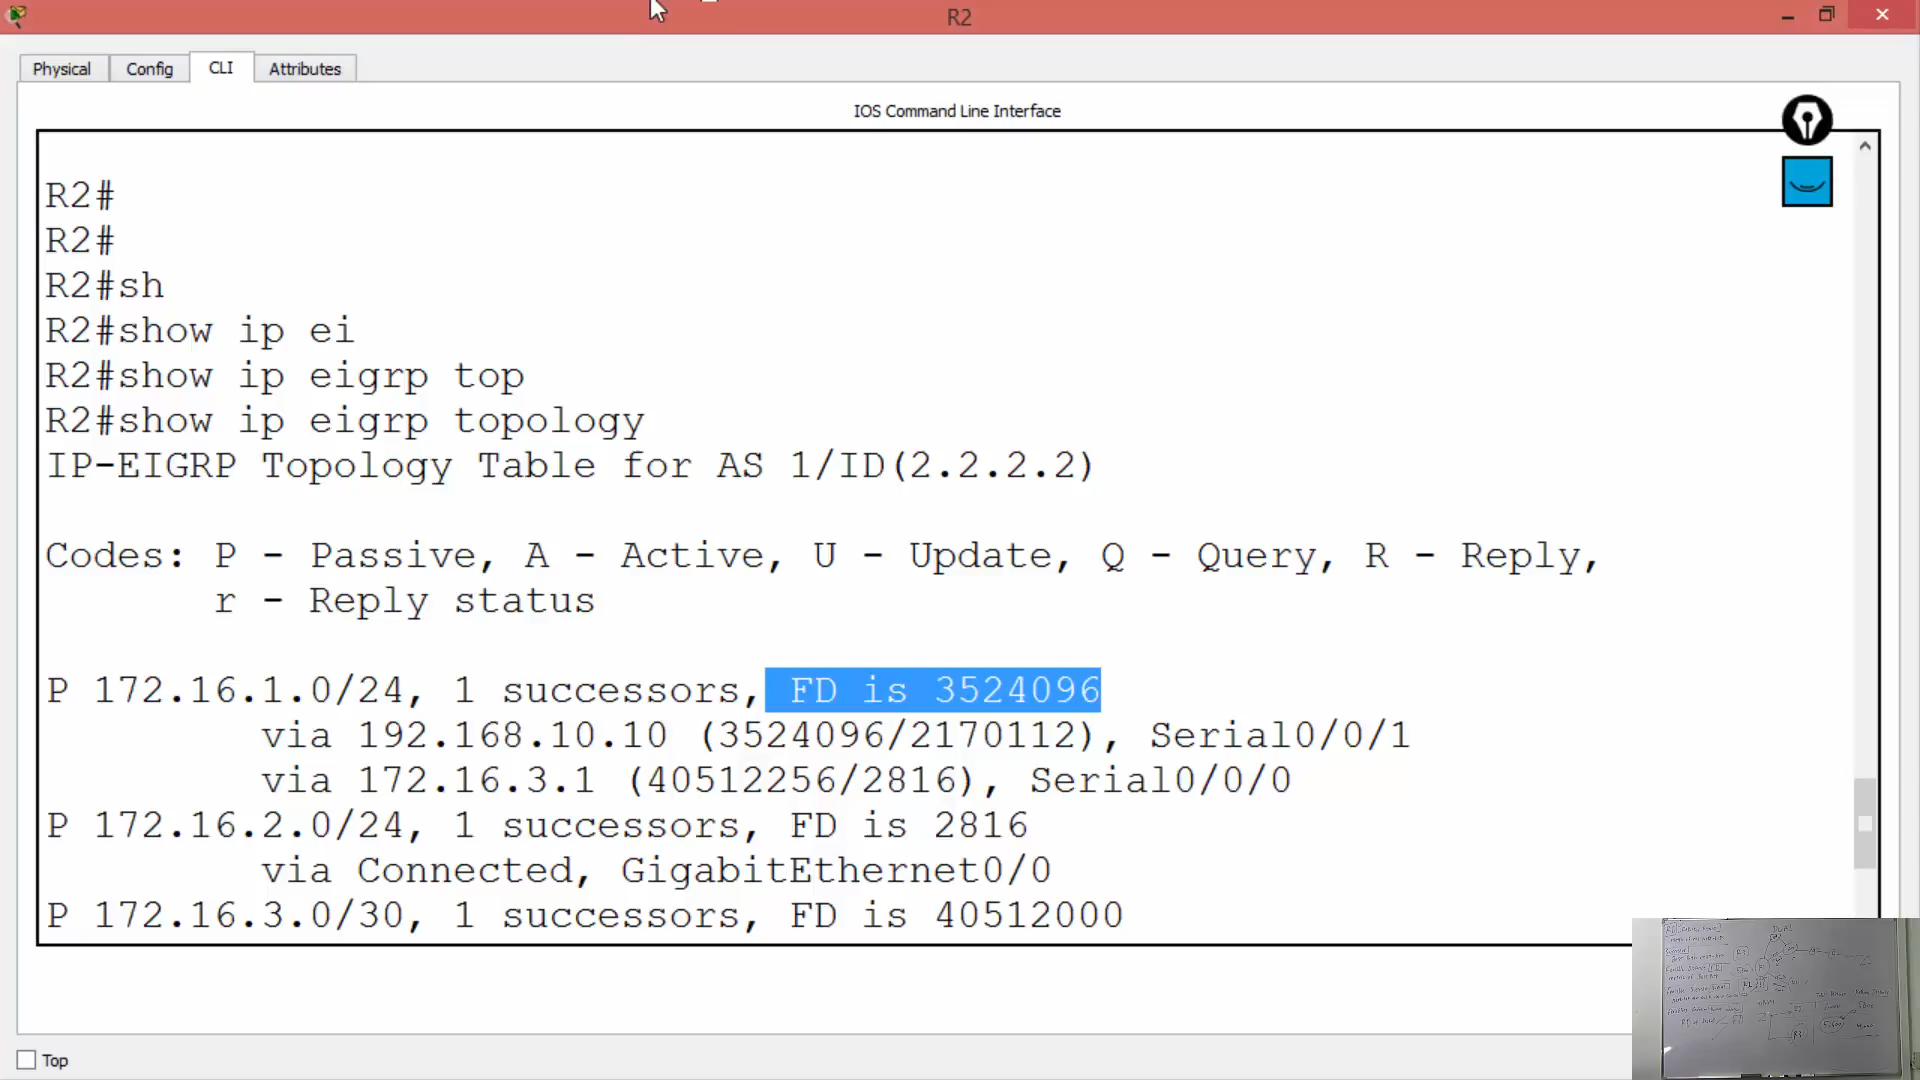 R2
Physical
Config
CLI
Attributes
IOS Command Line Interface
R2#
R2#
R2#sh
R2#show ip ei
R2#show ip eigrp top
R2#show ip eigrp topology
IP-EIGRP Topology Table for AS 1/ID(2.2.2.2)
Codes: P - Passive, A - Active, U - Update, Q - Query, R - Reply,
r - Reply status
P 172.16.1.0/24, 1 successors, FD is 3524096
via 192.168.10.10 (3524096/2170112), Serial0/0/1
via 172.16.3.1 (40512256/2816), Serial0/0/0
P 172.16.2.0/24, 1 successors, FD is 2816
via Connected, GigabitEthernet0/0
P 172.16.3.0/30, 1 successors, FD is 40512000
Top
DUAL